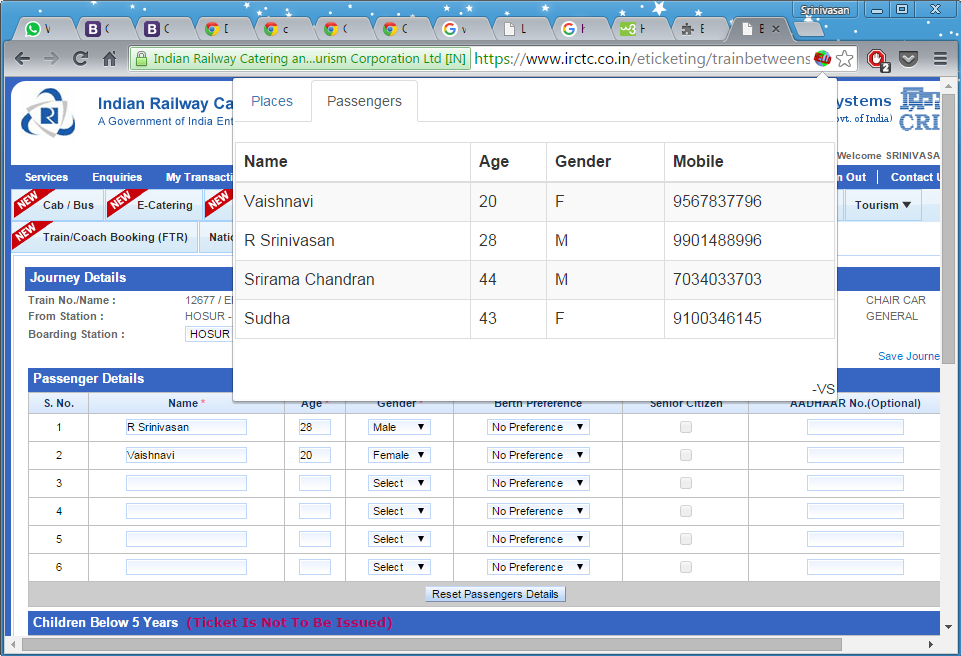 Srinivasan
Indian Railway Catering an...urism Corporation Ltd [IN] https://www.irctc.co.in/eticketing/trainbetweens
2
Places Passengers
Indian Railway Ca
A Government of India Ent
ystems
ovt. of India)
CRI
Name Age Gender Mobile
Vaishnavi 20 F 9567837796
R Srinivasan 28 M 9901488996
Srirama Chandran 44 M 7034033703
Sudha 43 F 9100346145
-VS
Welcome SRINIVASA
Services Enquiries My Transacti n Out Contact U
NEW Cab / Bus NEW E-Catering NEW Tourism ▼
NEW Train/Coach Booking (FTR) Natio
Journey Details
Train No./Name : 12677 / E CHAIR CAR
From Station : HOSUR - GENERAL
Boarding Station : HOSUR
Save Journe
Passenger Details
S. No. Name * Age * Gender * Berth Preference Senior Citizen AADHAAR No.(Optional)
1 R Srinivasan 28 Male ▼ No Preference ▼
2 Vaishnavi 20 Female ▼ No Preference ▼
3 Select ▼ No Preference ▼
4 Select ▼ No Preference ▼
5 Select ▼ No Preference ▼
6 Select ▼ No Preference ▼
Reset Passengers Details
Children Below 5 Years (Ticket Is Not To Be Issued)